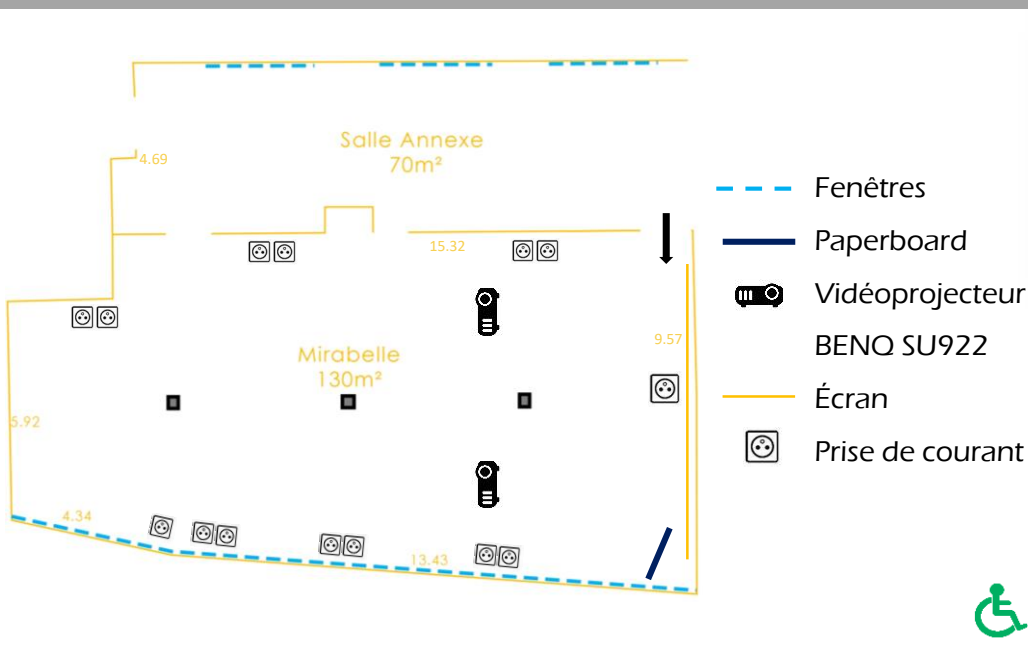 Salle Annexe
70m²
4.69
15.32
9.57
Mirabelle
130m²
5.92
4.34
13.43
Fenêtres
Paperboard
Vidéoprojecteur
BENQ SU922
Écran
Prise de courant